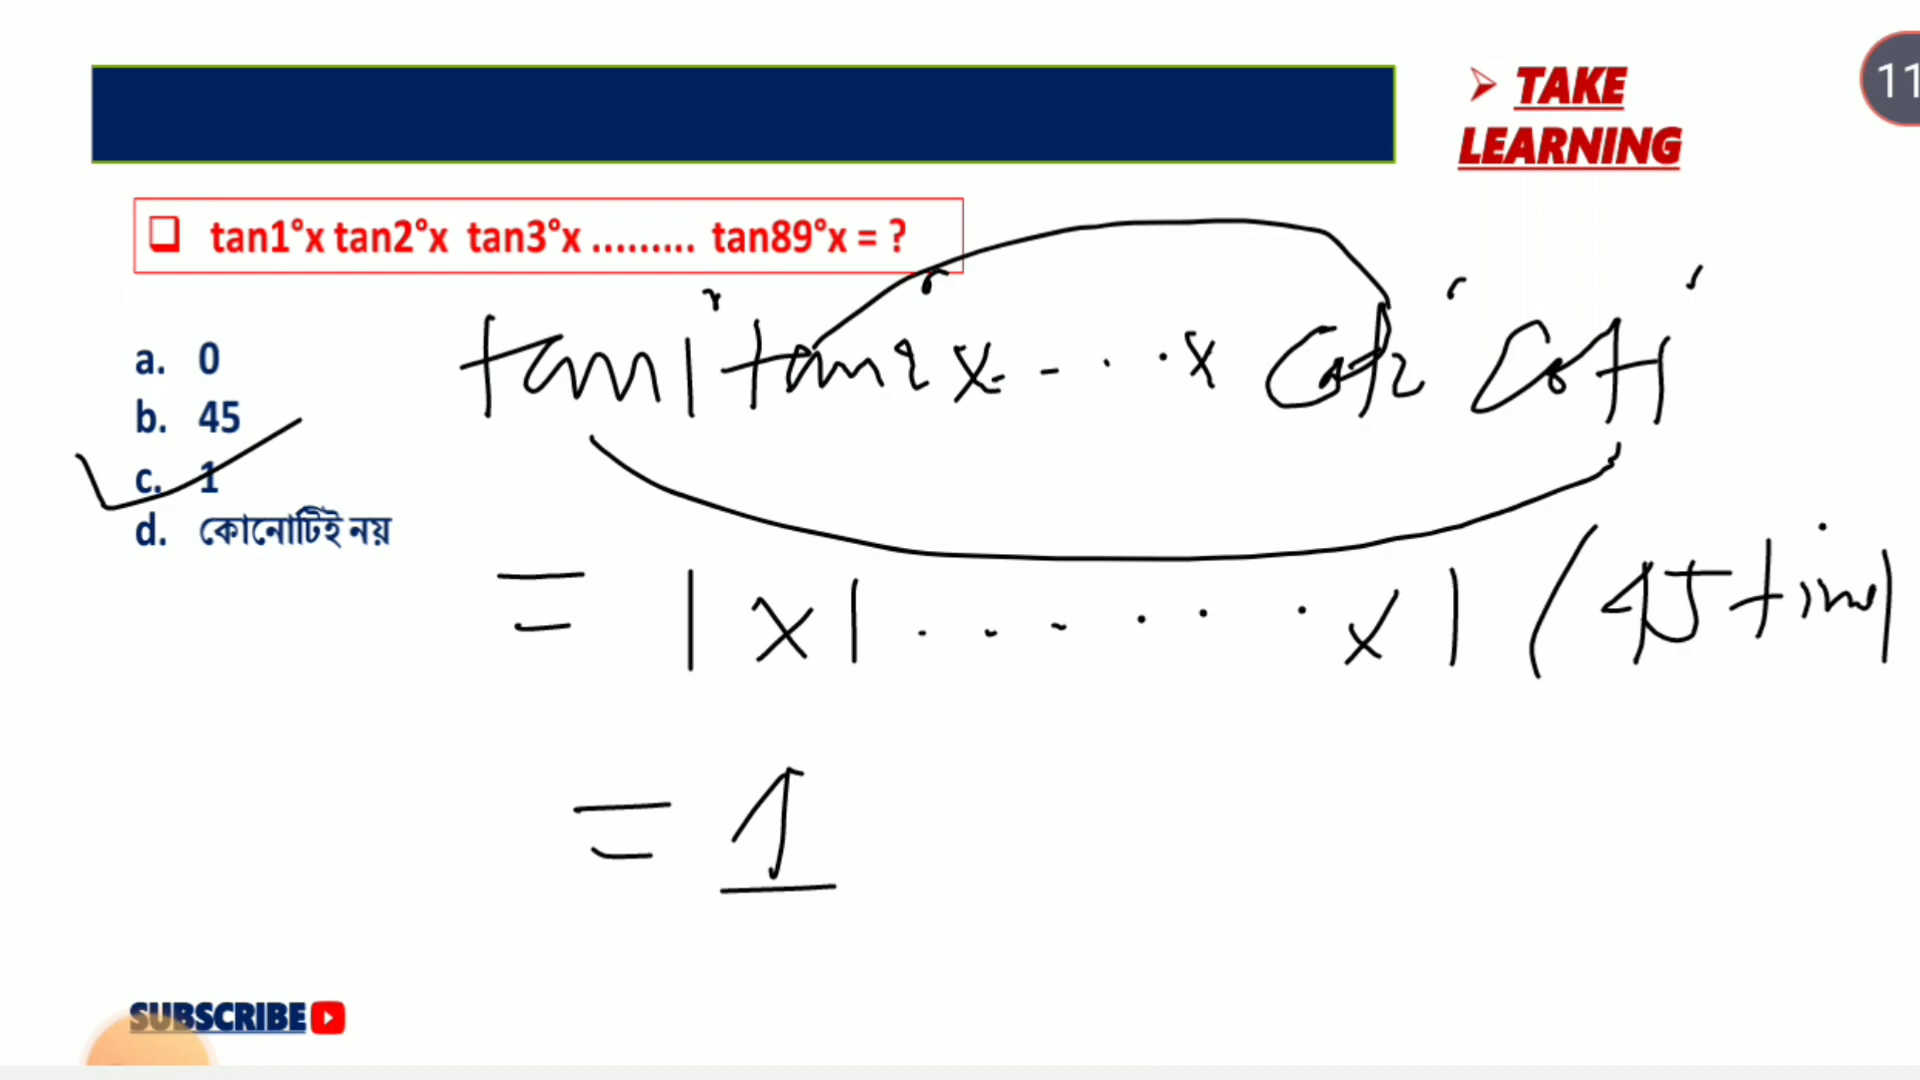 TAKE
LEARNING
11
tan1°x tan2°x tan3°x ......... tan89°x = ?
a. 0
b. 45
c. 1
d. কোনোটিই নয়
tan1° tan2° x - - · · x Cot2° Cot1°
= 1 x 1 . . . . . . x 1 (45 times)
= 1
SUBSCRIBE